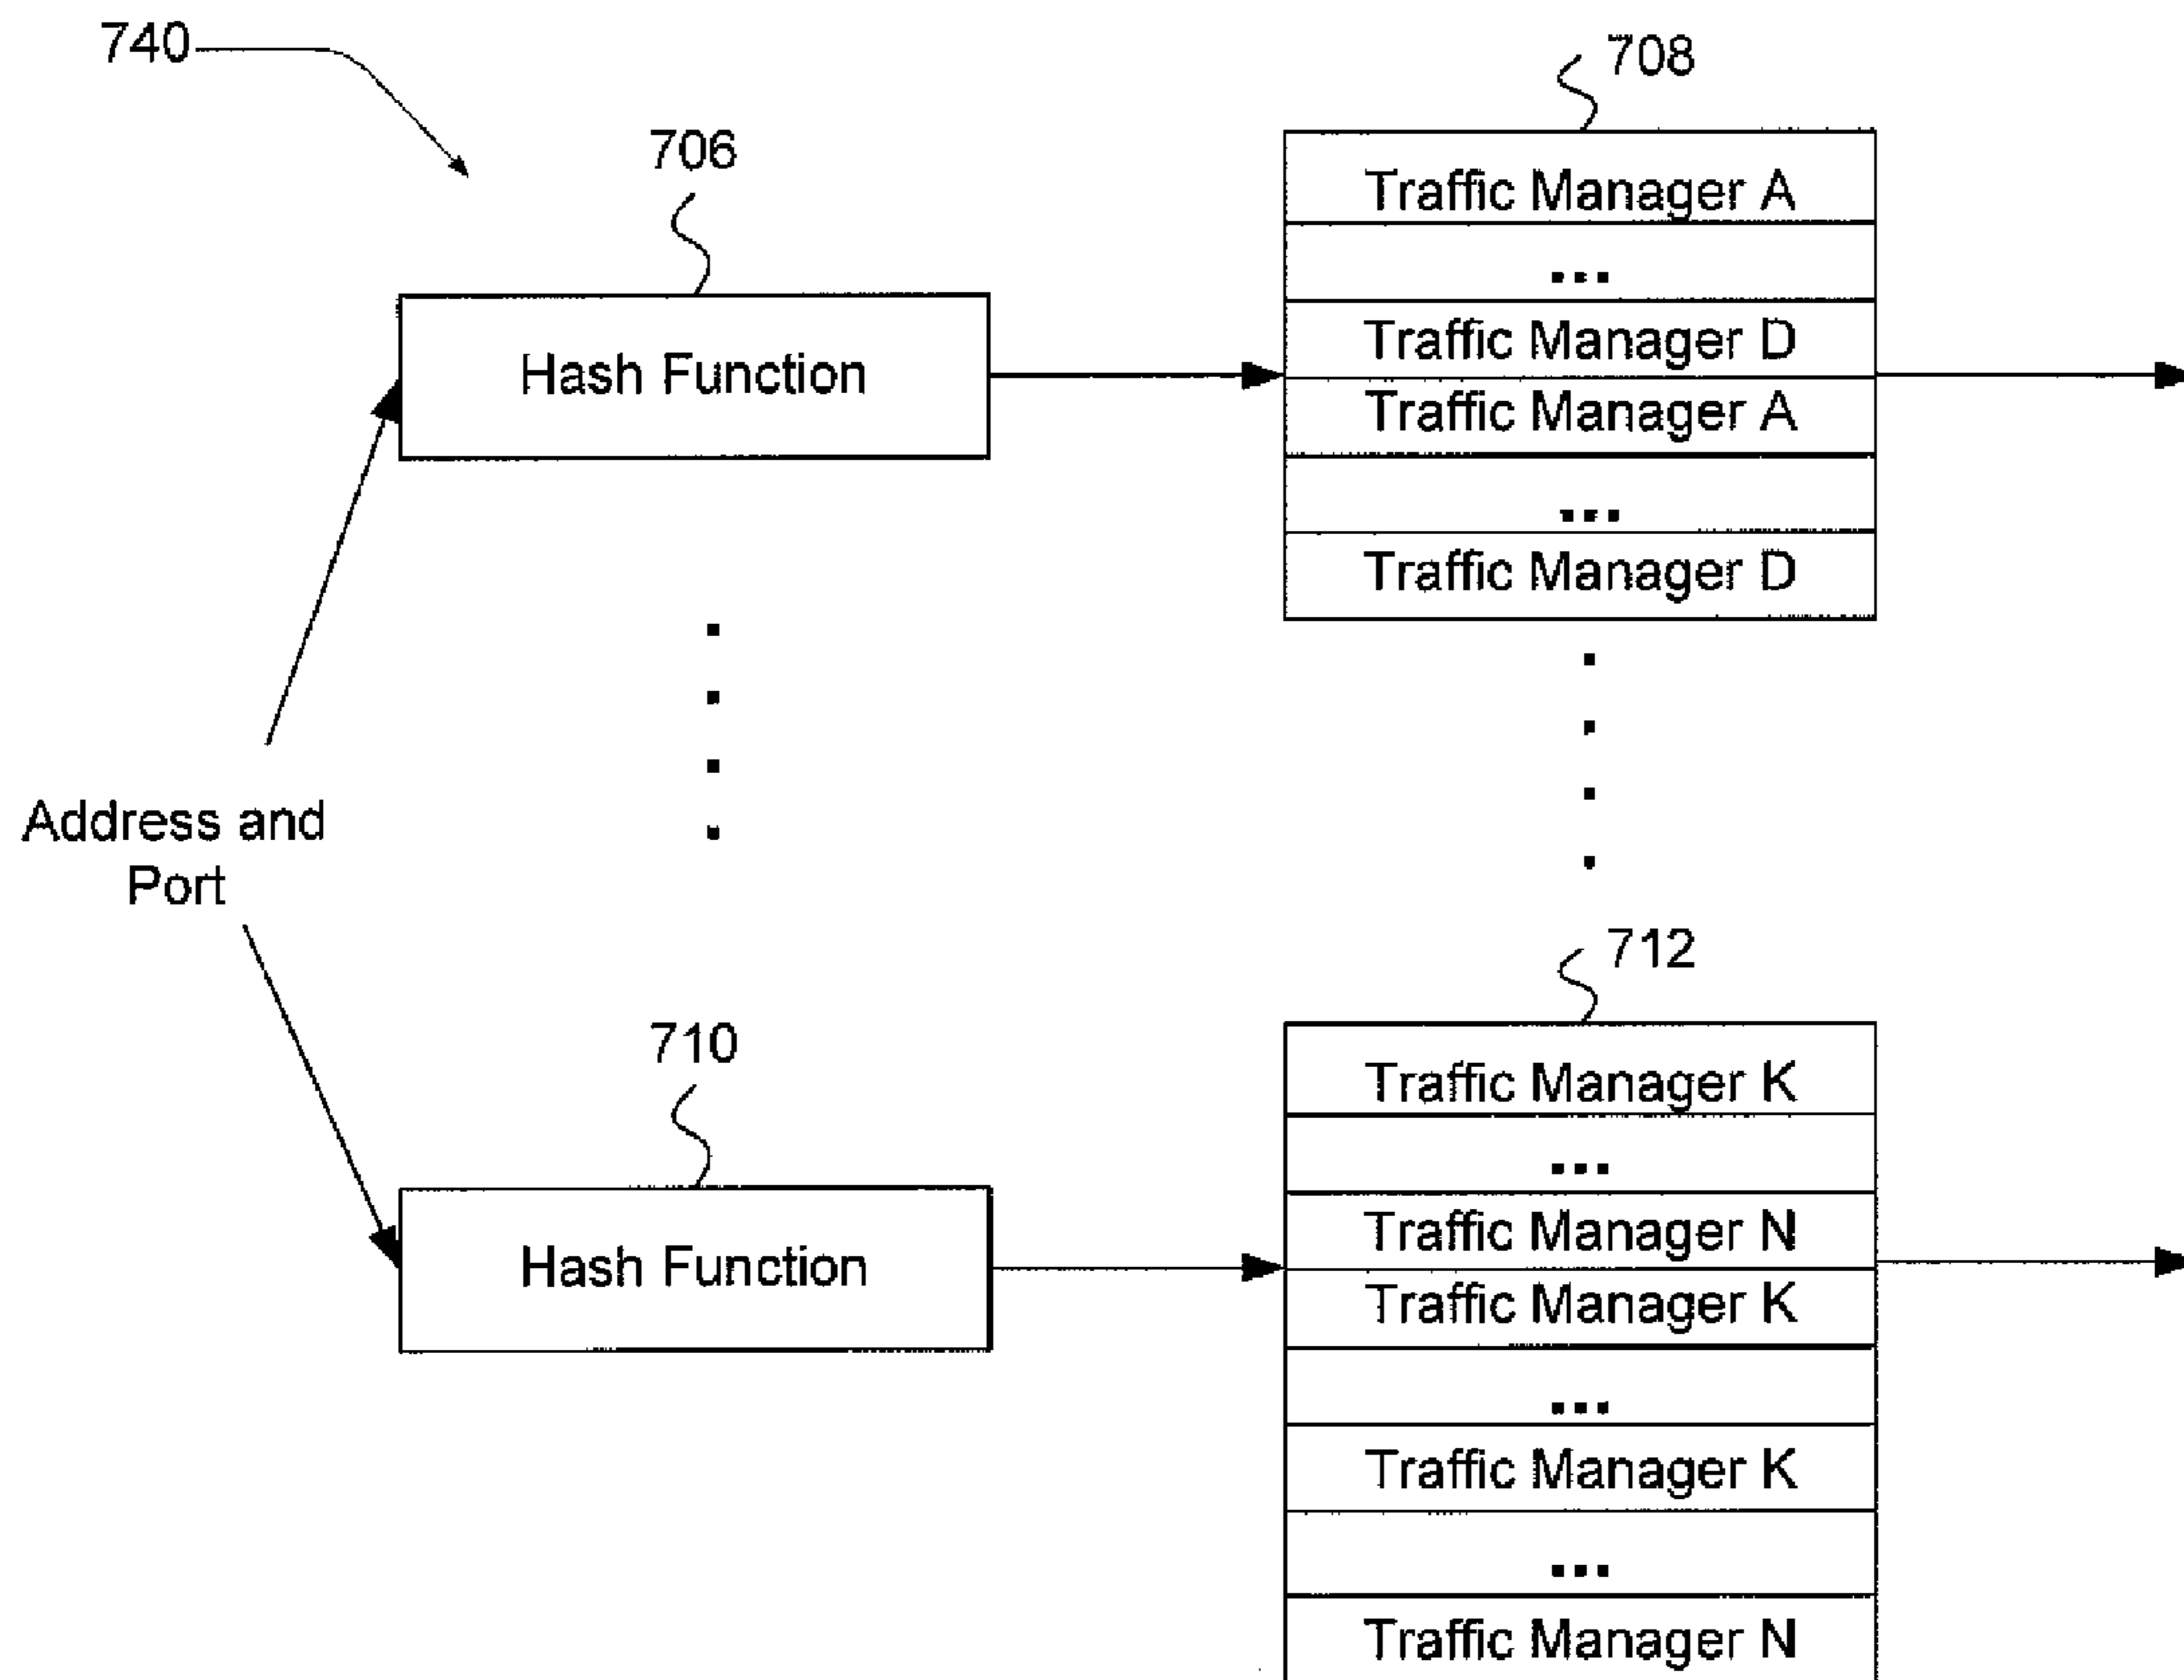 740
708
706
Traffic Manager A
...
Hash Function
Traffic Manager D
Traffic Manager A
...
Traffic Manager D
Address and
Port
712
710
Traffic Manager K
...
Hash Function
Traffic Manager N
Traffic Manager K
...
Traffic Manager K
...
Traffic Manager N